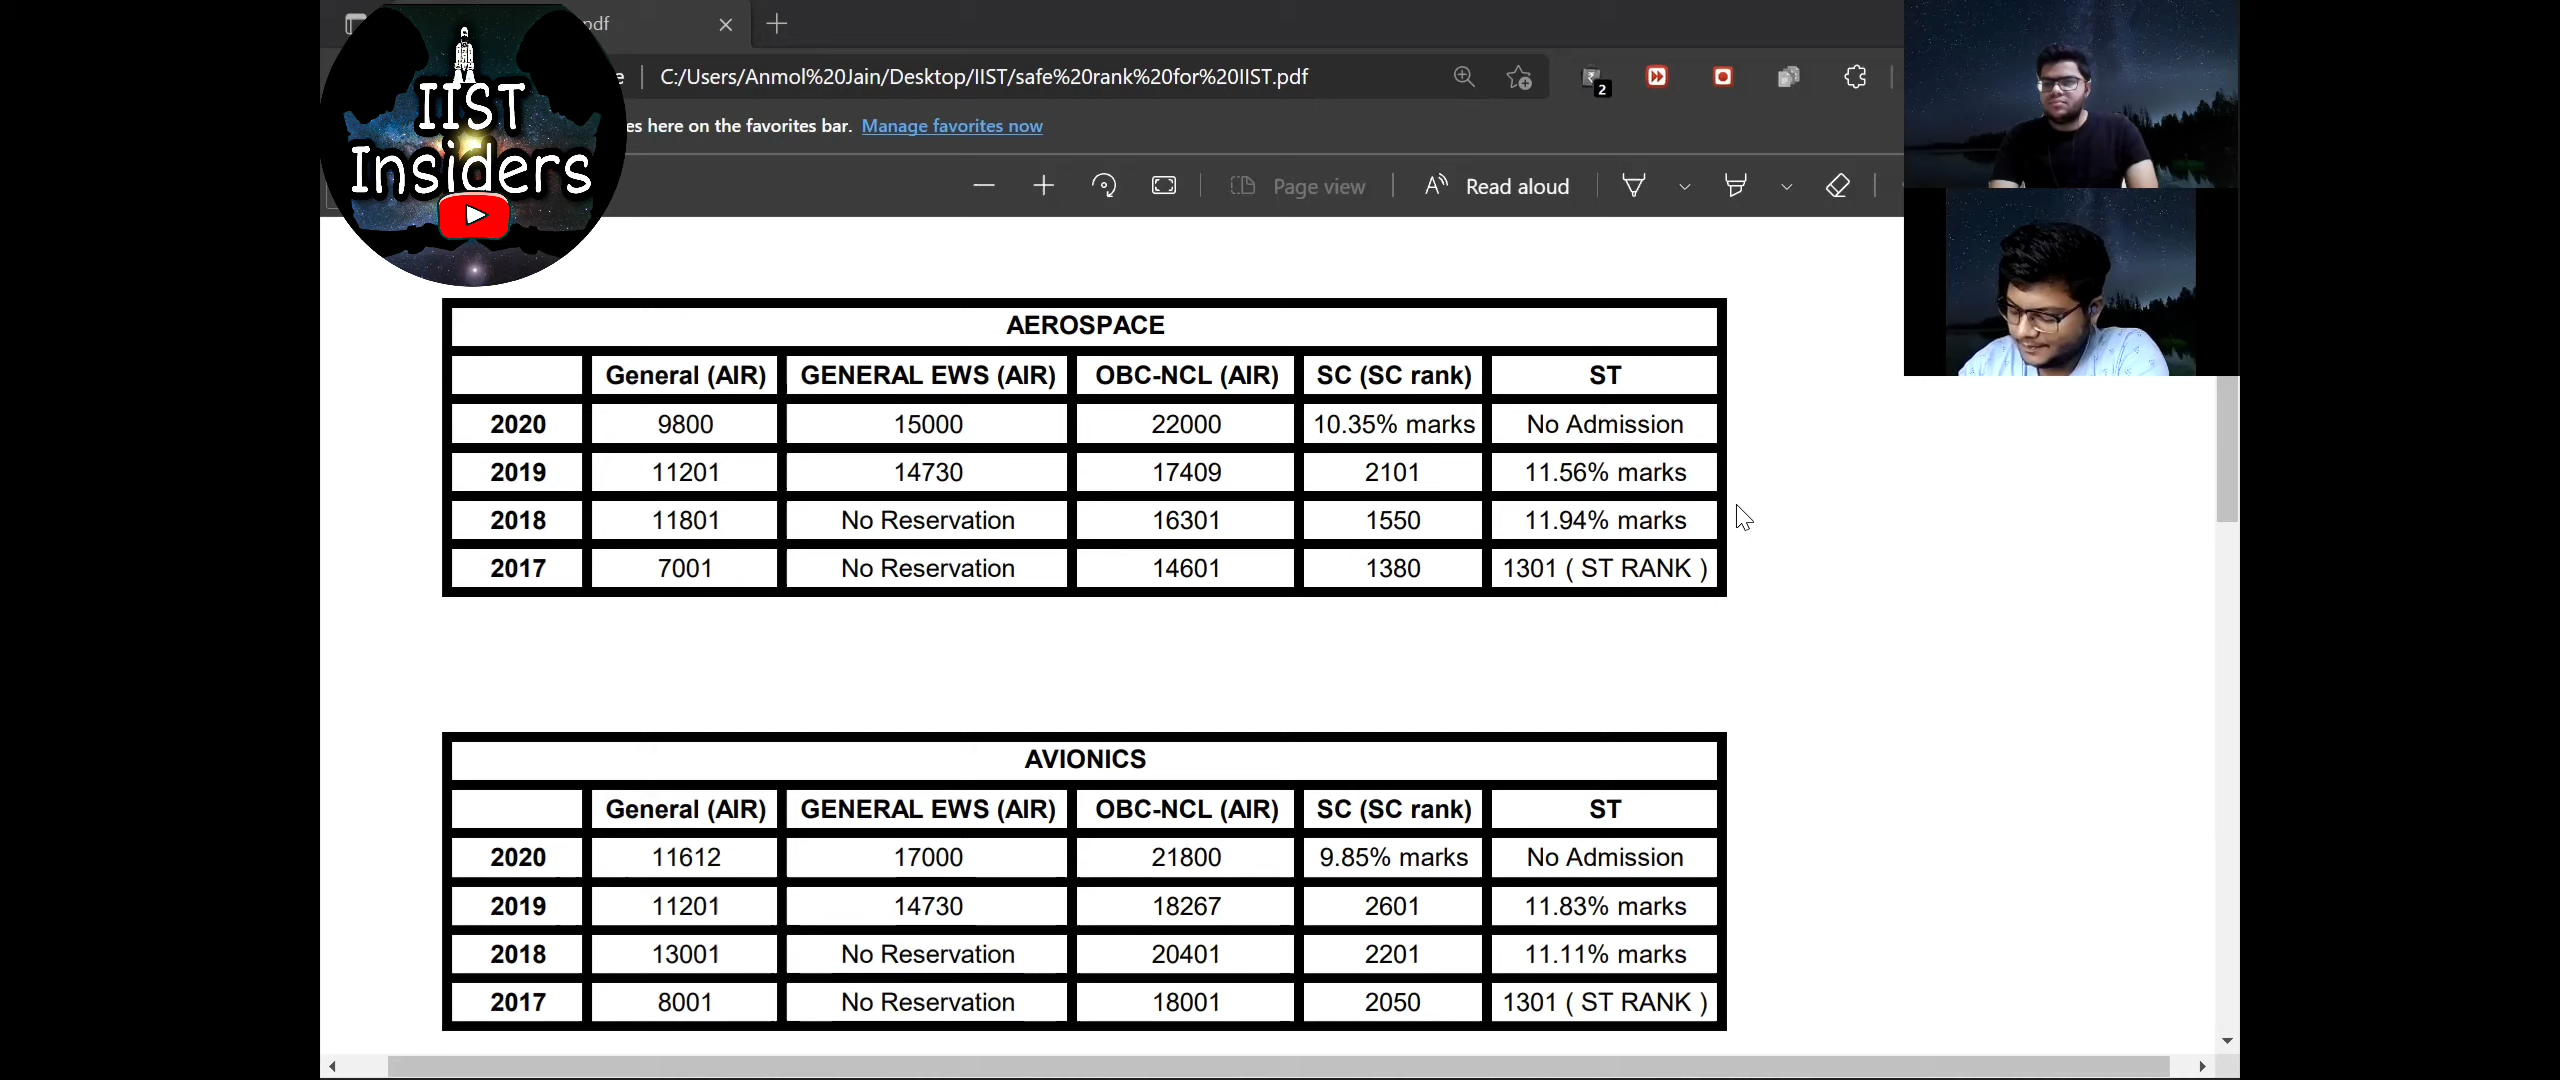 pdf
e
C:/Users/Anmol%20Jain/Desktop/IIST/safe%20rank%20for%20IIST.pdf
2
es here on the favorites bar. Manage favorites now
IIST
Insiders
Page view
Read aloud
AEROSPACE
General (AIR) GENERAL EWS (AIR) OBC-NCL (AIR) SC (SC rank) ST
2020 9800 15000 22000 10.35% marks No Admission
2019 11201 14730 17409 2101 11.56% marks
2018 11801 No Reservation 16301 1550 11.94% marks
2017 7001 No Reservation 14601 1380 1301 ( ST RANK )
AVIONICS
General (AIR) GENERAL EWS (AIR) OBC-NCL (AIR) SC (SC rank) ST
2020 11612 17000 21800 9.85% marks No Admission
2019 11201 14730 18267 2601 11.83% marks
2018 13001 No Reservation 20401 2201 11.11% marks
2017 8001 No Reservation 18001 2050 1301 ( ST RANK )